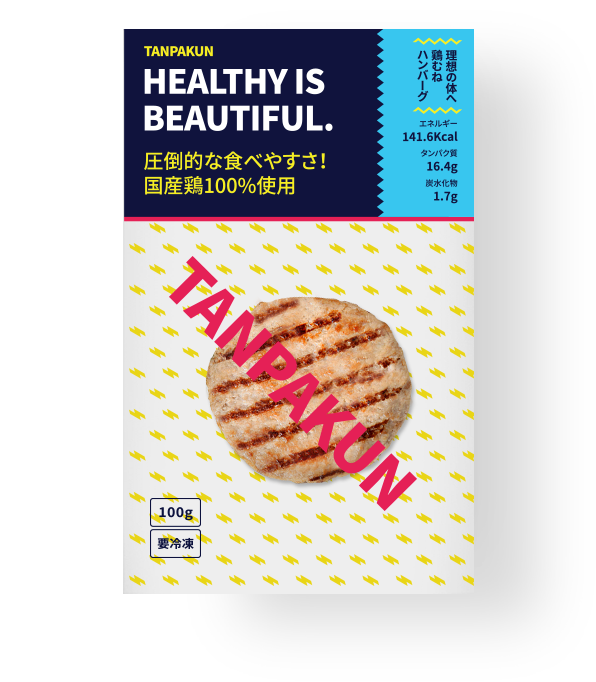 TANPAKUN
HEALTHY IS
BEAUTIFUL.
圧倒的な食べやすさ!
国産鶏100%使用
理想の体へ
鶏むね
ハンバーグ
エネルギー
141.6Kcal
タンパク質
16.4g
炭水化物
1.7g
TANPAKUN
100g
要冷凍